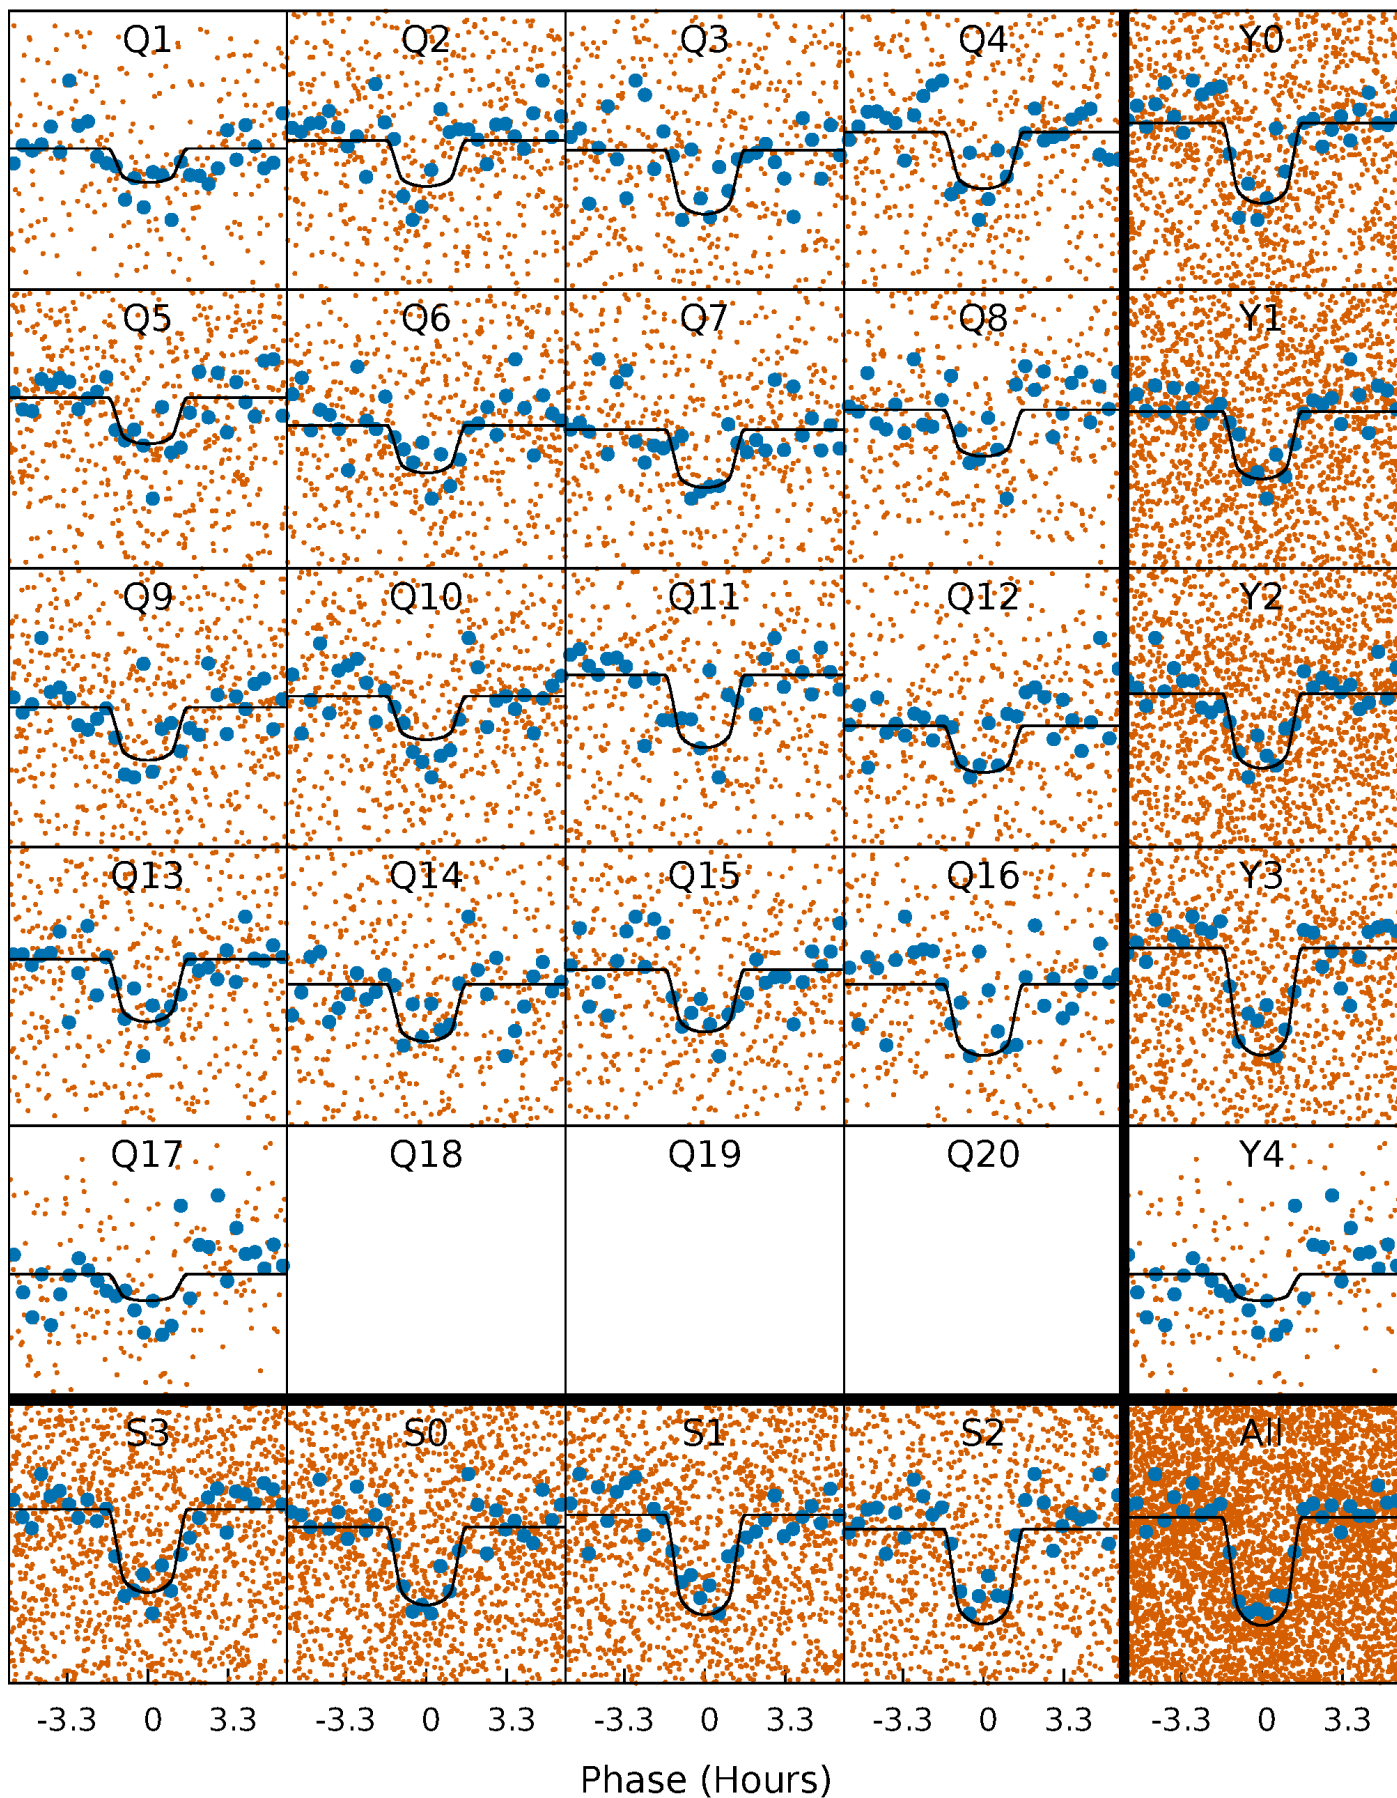 Q1 Q2 Q3 Q4 Y0
Q5 Q6 Q7 Q8 Y1
Q9 Q10 Q11 Q12 Y2
Q13 Q14 Q15 Q16 Y3
Q17 Q18 Q19 Q20 Y4
S3 S0 S1 S2 All
-3.3 0 3.3 -3.3 0 3.3 -3.3 0 3.3 -3.3 0 3.3 -3.3 0 3.3
Phase (Hours)